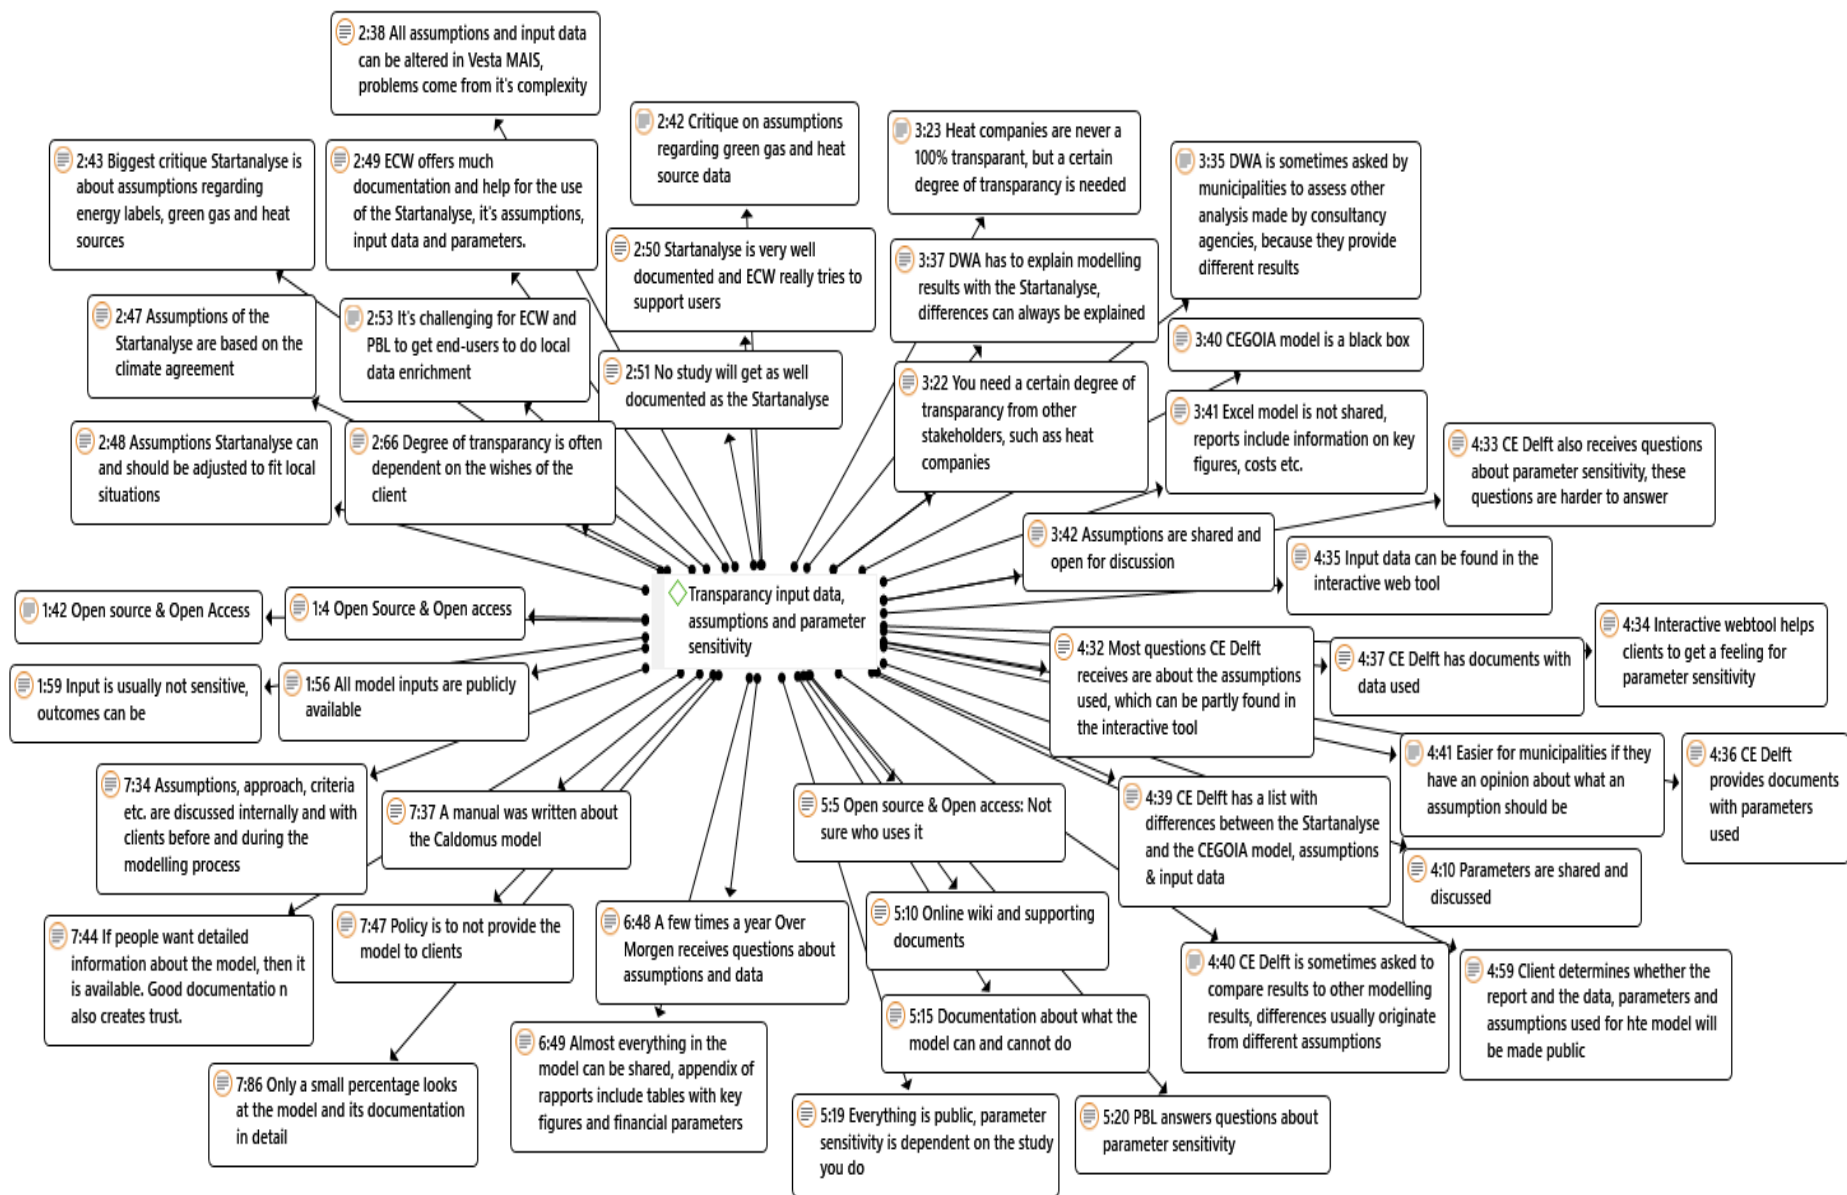 2:38 All assumptions and input data
can be altered in Vesta MAIS,
problems come from it's complexity
2:42 Critique on assumptions
regarding green gas and heat
source data
3:23 Heat companies are never a
100% transparant, but a certain
degree of transparancy is needed
2:43 Biggest critique Startanalyse is
about assumptions regarding
energy labels, green gas and heat
sources
2:49 ECW offers much
documentation and help for the use
of the Startanalyse, it's assumptions,
input data and parameters.
3:35 DWA is sometimes asked by
municipalities to assess other
analysis made by consultancy
agencies, because they provide
different results
2:50 Startanalyse is very well
documented and ECW really tries to
support users
3:37 DWA has to explain modelling
results with the Startanalyse,
differences can always be explained
2:47 Assumptions of the
Startanalyse are based on the
climate agreement
2:53 It's challenging for ECW and
PBL to get end-users to do local
data enrichment
3:40 CEGOIA model is a black box
2:51 No study will get as well
documented as the Startanalyse
3:22 You need a certain degree of
transparancy from other
stakeholders, such ass heat
companies
3:41 Excel model is not shared,
reports include information on key
figures, costs etc.
2:48 Assumptions Startanalyse can
and should be adjusted to fit local
situations
2:66 Degree of transparancy is often
dependent on the wishes of the
client
4:33 CE Delft also receives questions
about parameter sensitivity, these
questions are harder to answer
3:42 Assumptions are shared and
open for discussion
4:35 Input data can be found in the
interactive web tool
Transparancy input data,
assumptions and parameter
sensitivity
1:42 Open source & Open Access
1:4 Open Source & Open access
4:34 Interactive webtool helps
clients to get a feeling for
parameter sensitivity
4:32 Most questions CE Delft
receives are about the assumptions
used, which can be partly found in
the interactive tool
4:37 CE Delft has documents with
data used
1:59 Input is usually not sensitive,
outcomes can be
1:56 All model inputs are publicly
available
4:41 Easier for municipalities if they
have an opinion about what an
assumption should be
4:36 CE Delft
provides documents
with parameters
used
7:34 Assumptions, approach, criteria
etc. are discussed internally and with
clients before and during the
modelling process
7:37 A manual was written about
the Caldomus model
5:5 Open source & Open access: Not
sure who uses it
4:39 CE Delft has a list with
differences between the Startanalyse
and the CEGOIA model, assumptions
& input data
4:10 Parameters are shared and
discussed
7:44 If people want detailed
information about the model, then it
is available. Good documentatio n
also creates trust.
7:47 Policy is to not provide the
model to clients
6:48 A few times a year Over
Morgen receives questions about
assumptions and data
5:10 Online wiki and supporting
documents
4:40 CE Delft is sometimes asked to
compare results to other modelling
results, differences usually originate
from different assumptions
4:59 Client determines whether the
report and the data, parameters and
assumptions used for hte model will
be made public
5:15 Documentation about what the
model can and cannot do
6:49 Almost everything in the
model can be shared, appendix of
rapports include tables with key
figures and financial parameters
7:86 Only a small percentage looks
at the model and its documentation
in detail
5:19 Everything is public, parameter
sensitivity is dependent on the study
you do
5:20 PBL answers questions about
parameter sensitivity